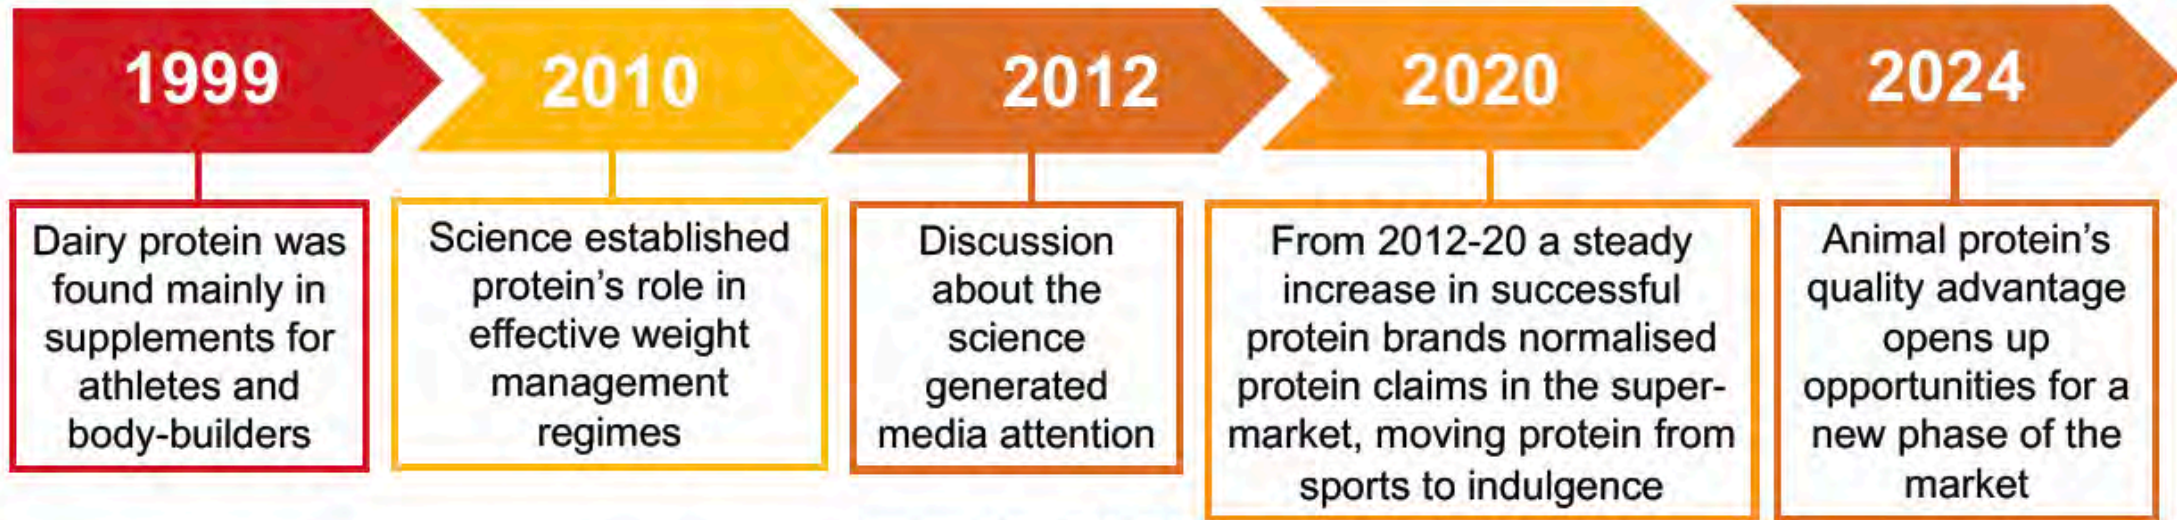 1999
Dairy protein was
found mainly in
supplements for
athletes and
body-builders
2010
Science established
protein's role in
effective weight
management
regimes
2012
Discussion
about the
science
generated
media attention
2020
From 2012-20 a steady
increase in successful
protein brands normalised
protein claims in the super-
market, moving protein from
sports to indulgence
2024
Animal protein's
quality advantage
opens up
opportunities for a
new phase of the
market